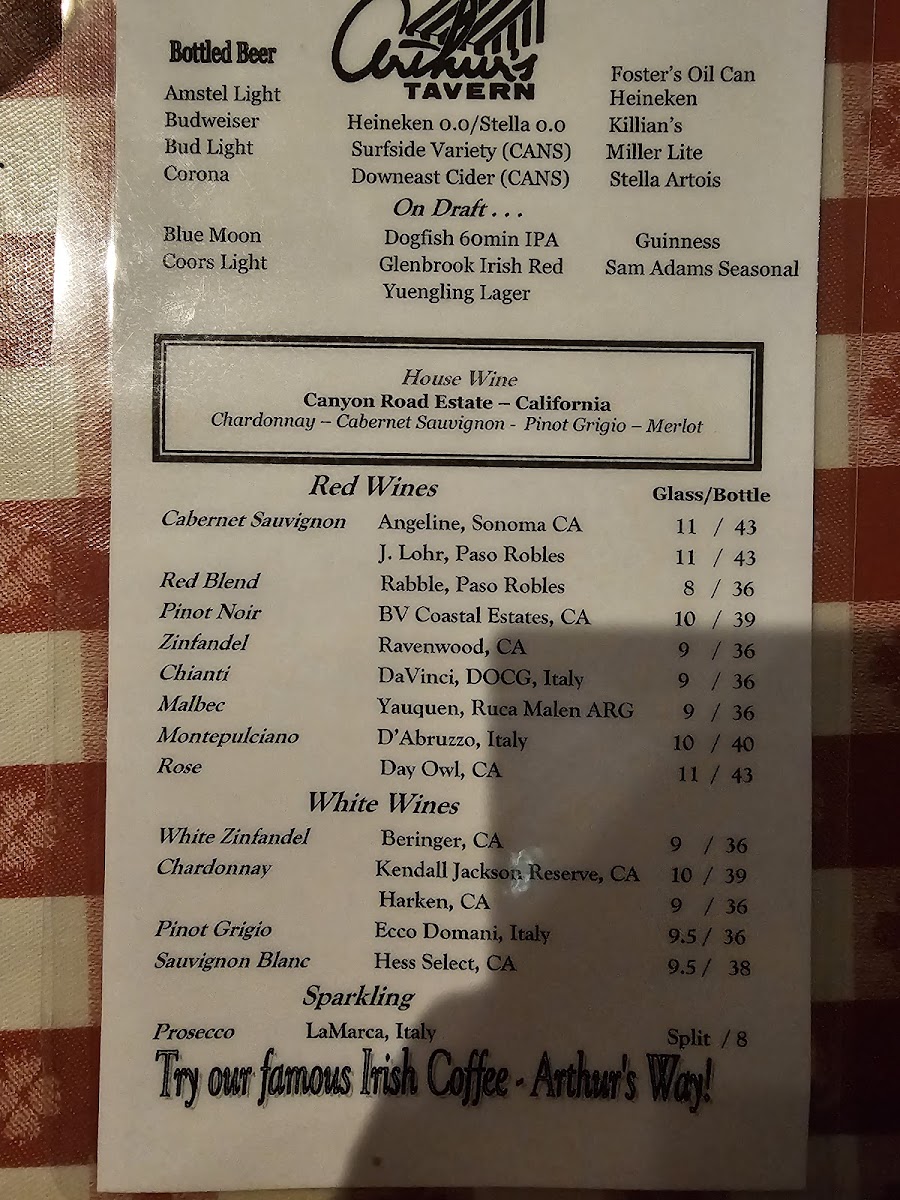 Bottled Beer
Arthur's
TAVERN
Amstel Light
Budweiser
Bud Light
Corona
Heineken 0.0/Stella 0.0
Surfside Variety (CANS)
Downeast Cider (CANS)
Foster's Oil Can
Heineken
Killian's
Miller Lite
Stella Artois
On Draft . . .
Blue Moon Dogfish 60min IPA Guinness
Coors Light Glenbrook Irish Red Sam Adams Seasonal
Yuengling Lager
House Wine
Canyon Road Estate – California
Chardonnay – Cabernet Sauvignon - Pinot Grigio – Merlot
Red Wines Glass/Bottle
Cabernet Sauvignon Angeline, Sonoma CA 11 / 43
J. Lohr, Paso Robles 11 / 43
Red Blend Rabble, Paso Robles 8 / 36
Pinot Noir BV Coastal Estates, CA 10 / 39
Zinfandel Ravenwood, CA 9 / 36
Chianti DaVinci, DOCG, Italy 9 / 36
Malbec Yauquen, Ruca Malen ARG 9 / 36
Montepulciano D'Abruzzo, Italy 10 / 40
Rose Day Owl, CA 11 / 43
White Wines
White Zinfandel Beringer, CA 9 / 36
Chardonnay Kendall Jackson Reserve, CA 10 / 39
Harken, CA 9 / 36
Pinot Grigio Ecco Domani, Italy 9.5 / 36
Sauvignon Blanc Hess Select, CA 9.5 / 38
Sparkling
Prosecco LaMarca, Italy Split / 8
Try our famous Irish Coffee - Arthur's Way!